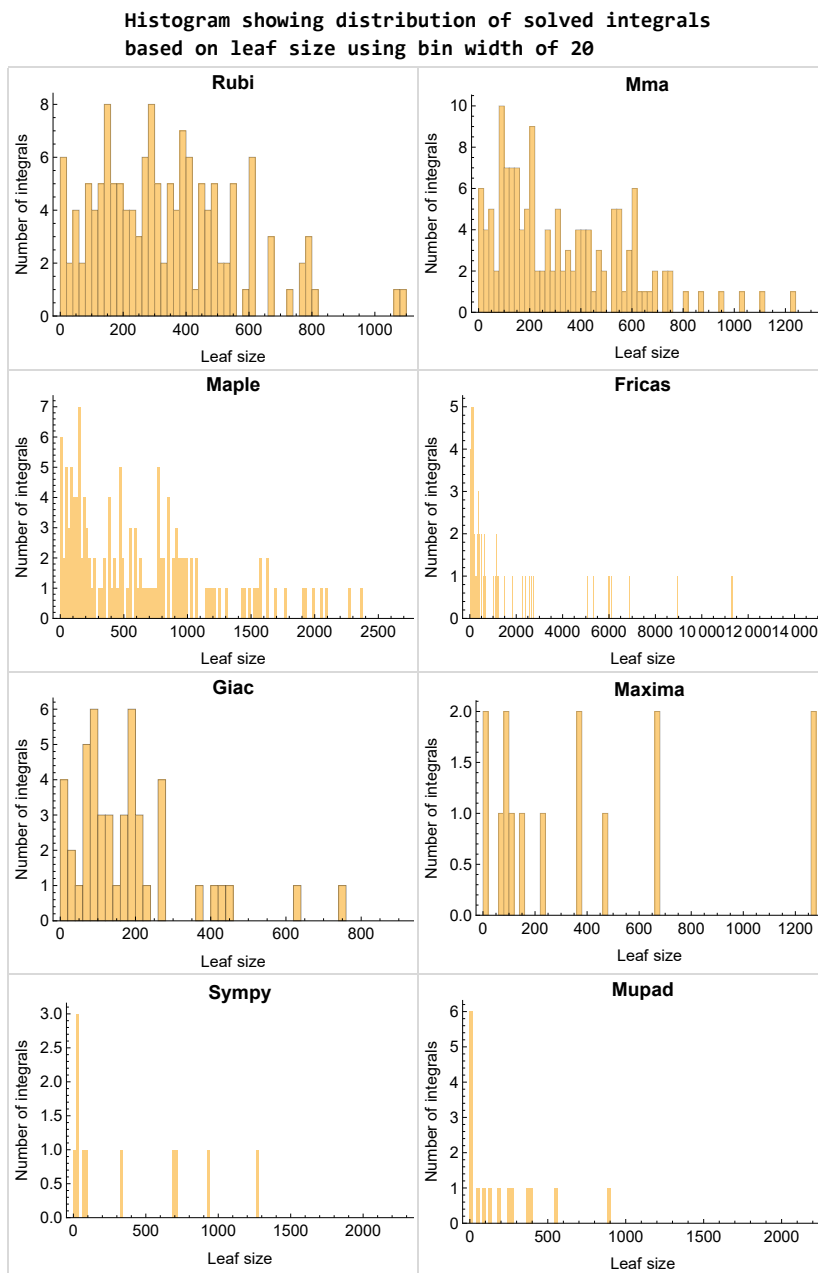 Histogram showing distribution of solved integrals
based on leaf size using bin width of 20
Rubi
Number of integrals
8
6
4
2
0
0 200 400 600 800 1000
Leaf size
Mma
Number of integrals
10
8
6
4
2
0
0 200 400 600 800 1000 1200
Leaf size
Maple
Number of integrals
7
6
5
4
3
2
1
0
0 500 1000 1500 2000 2500
Leaf size
Fricas
Number of integrals
5
4
3
2
1
0
0 2000 4000 6000 8000 10 000 12 000 14 000
Leaf size
Giac
Number of integrals
6
5
4
3
2
1
0
0 200 400 600 800
Leaf size
Maxima
Number of integrals
2.0
1.5
1.0
0.5
0.0
0 200 400 600 800 1000 1200
Leaf size
Sympy
Number of integrals
3.0
2.5
2.0
1.5
1.0
0.5
0.0
0 500 1000 1500 2000
Leaf size
Mupad
Number of integrals
6
5
4
3
2
1
0
0 500 1000 1500 2000
Leaf size